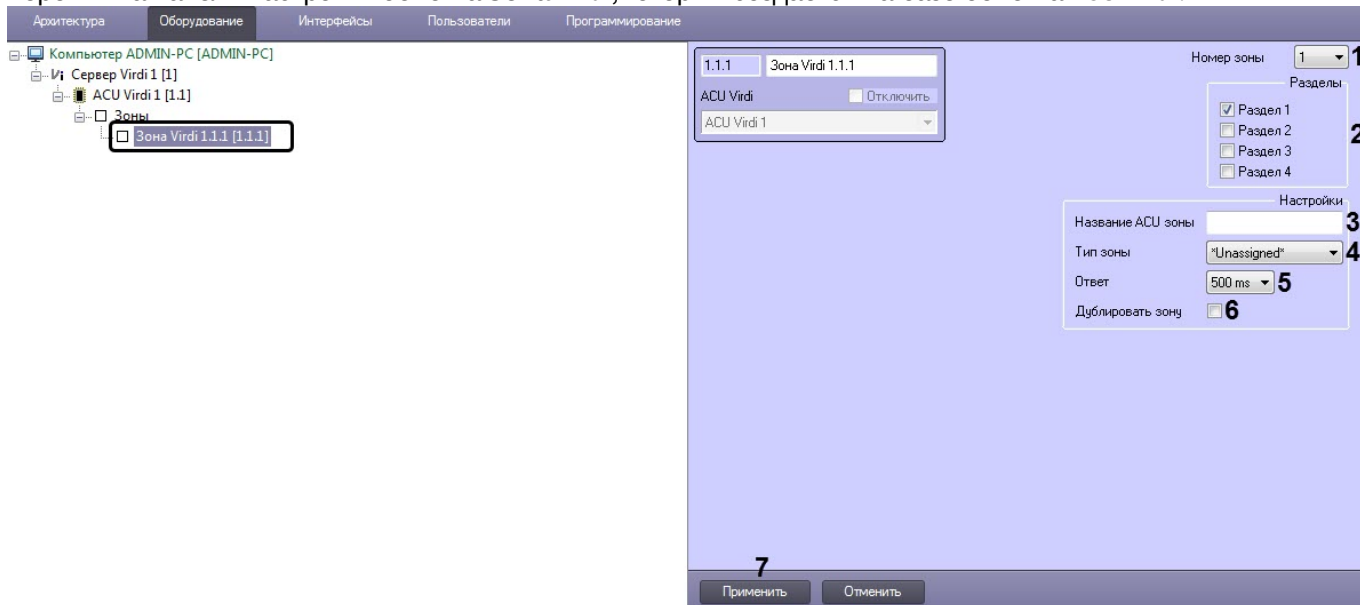 Архитектура Оборудование Интерфейсы Пользователи Программирование
Компьютер ADMIN-PC [ADMIN-PC]
Сервер Virdi 1 [1]
ACU Virdi 1 [1.1]
Зоны
Зона Virdi 1.1.1 [1.1.1]
1.1.1 Зона Virdi 1.1.1
ACU Virdi Отключить
ACU Virdi 1
Номер зоны 1 1
Разделы
Раздел 1
Раздел 2 2
Раздел 3
Раздел 4
Настройки
Название ACU зоны 3
Тип зоны *Unassigned* 4
Ответ 500 ms 5
Дублировать зону 6
7
Применить Отменить